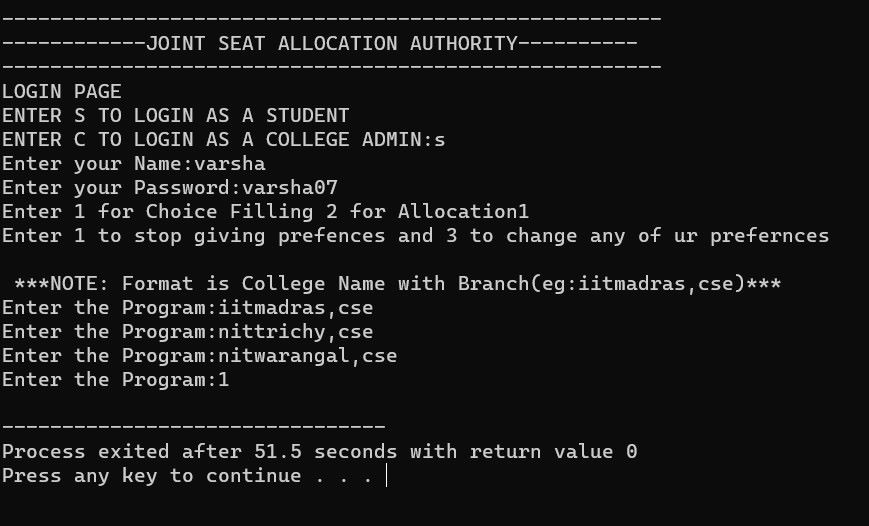 -------------------------------------------------------
------------JOINT SEAT ALLOCATION AUTHORITY----------
-------------------------------------------------------
LOGIN PAGE
ENTER S TO LOGIN AS A STUDENT
ENTER C TO LOGIN AS A COLLEGE ADMIN:s
Enter your Name:varsha
Enter your Password:varsha07
Enter 1 for Choice Filling 2 for Allocation1
Enter 1 to stop giving prefences and 3 to change any of ur prefernces
***NOTE: Format is College Name with Branch(eg:iitmadras,cse)***
Enter the Program:iitmadras,cse
Enter the Program:nittrichy,cse
Enter the Program:nitwarangal,cse
Enter the Program:1
--------------------------------
Process exited after 51.5 seconds with return value 0
Press any key to continue . . .